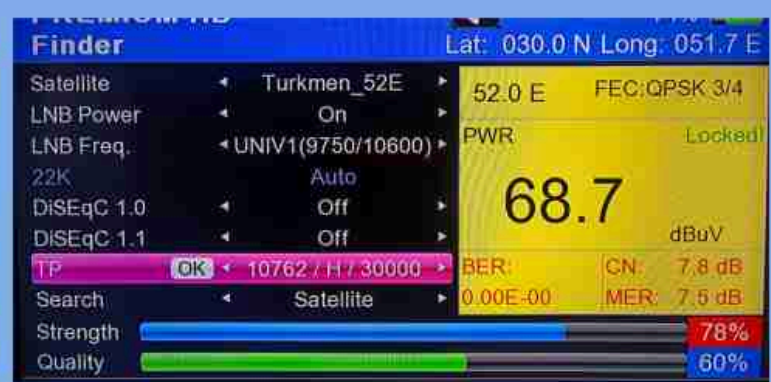 PREMIUM HD
Finder
Lat: 030.0 N Long: 051.7 E
Satellite Turkmen_52E
LNB Power On
LNB Freq. UNIV1(9750/10600)
22K Auto
DiSEqC 1.0 Off
DiSEqC 1.1 Off
TP OK 10762 / H / 30000
Search Satellite
52.0 E FEC:QPSK 3/4
PWR Locked!
68.7
dBuV
BER: CN: 7.8 dB
0.00E-00 MER: 7.5 dB
Strength 78%
Quality 60%